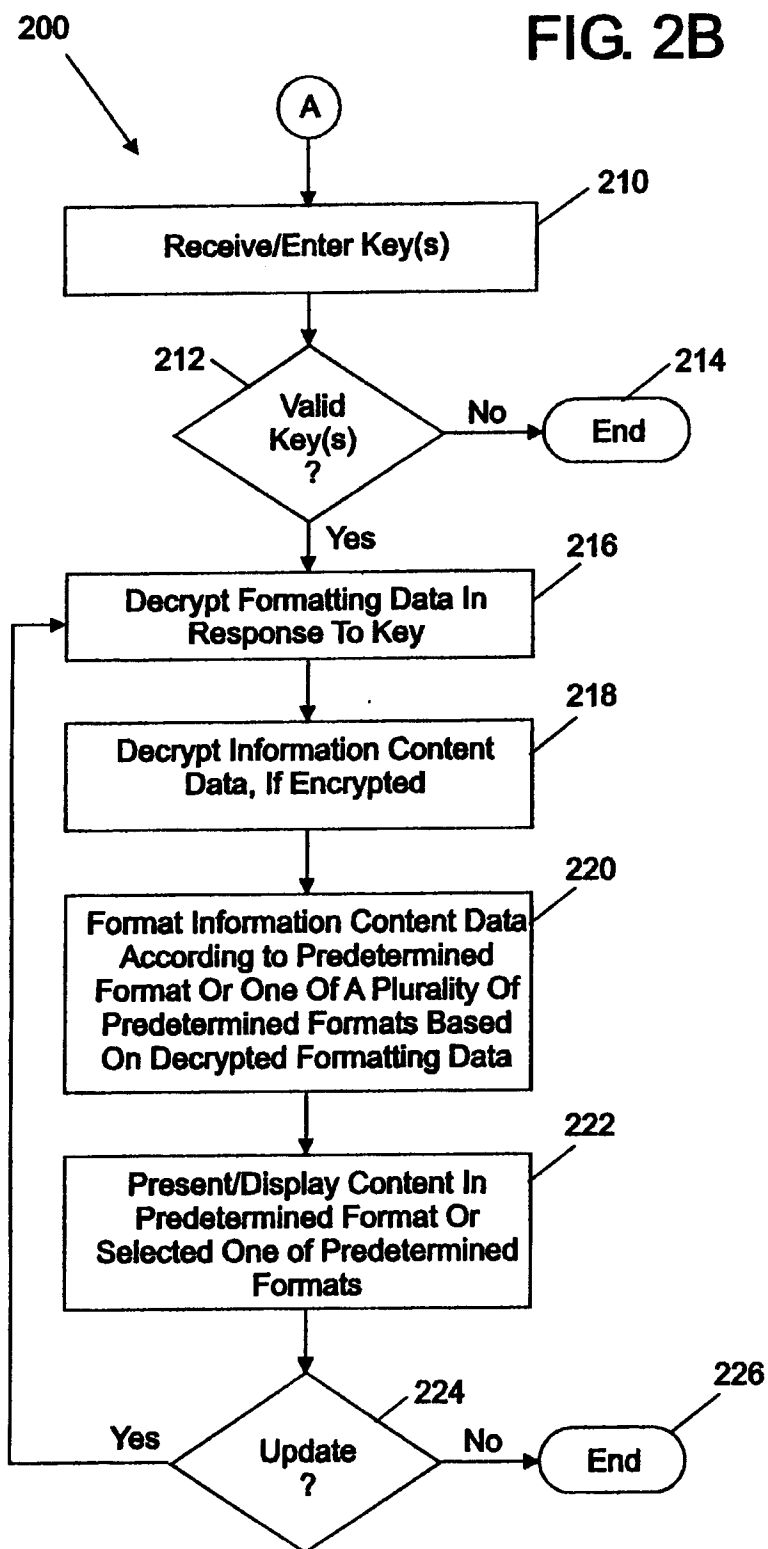 200
FIG. 2B
A
210
Receive/Enter Key(s)
212
214
Valid
Key(s)
?
No
End
Yes
216
Decrypt Formatting Data In
Response To Key
218
Decrypt Information Content
Data, If Encrypted
220
Format Information Content Data
According to Predetermined
Format Or One Of A Plurality Of
Predetermined Formats Based
On Decrypted Formatting Data
222
Present/Display Content In
Predetermined Format Or
Selected One of Predetermined
Formats
224
226
Yes
Update
?
No
End